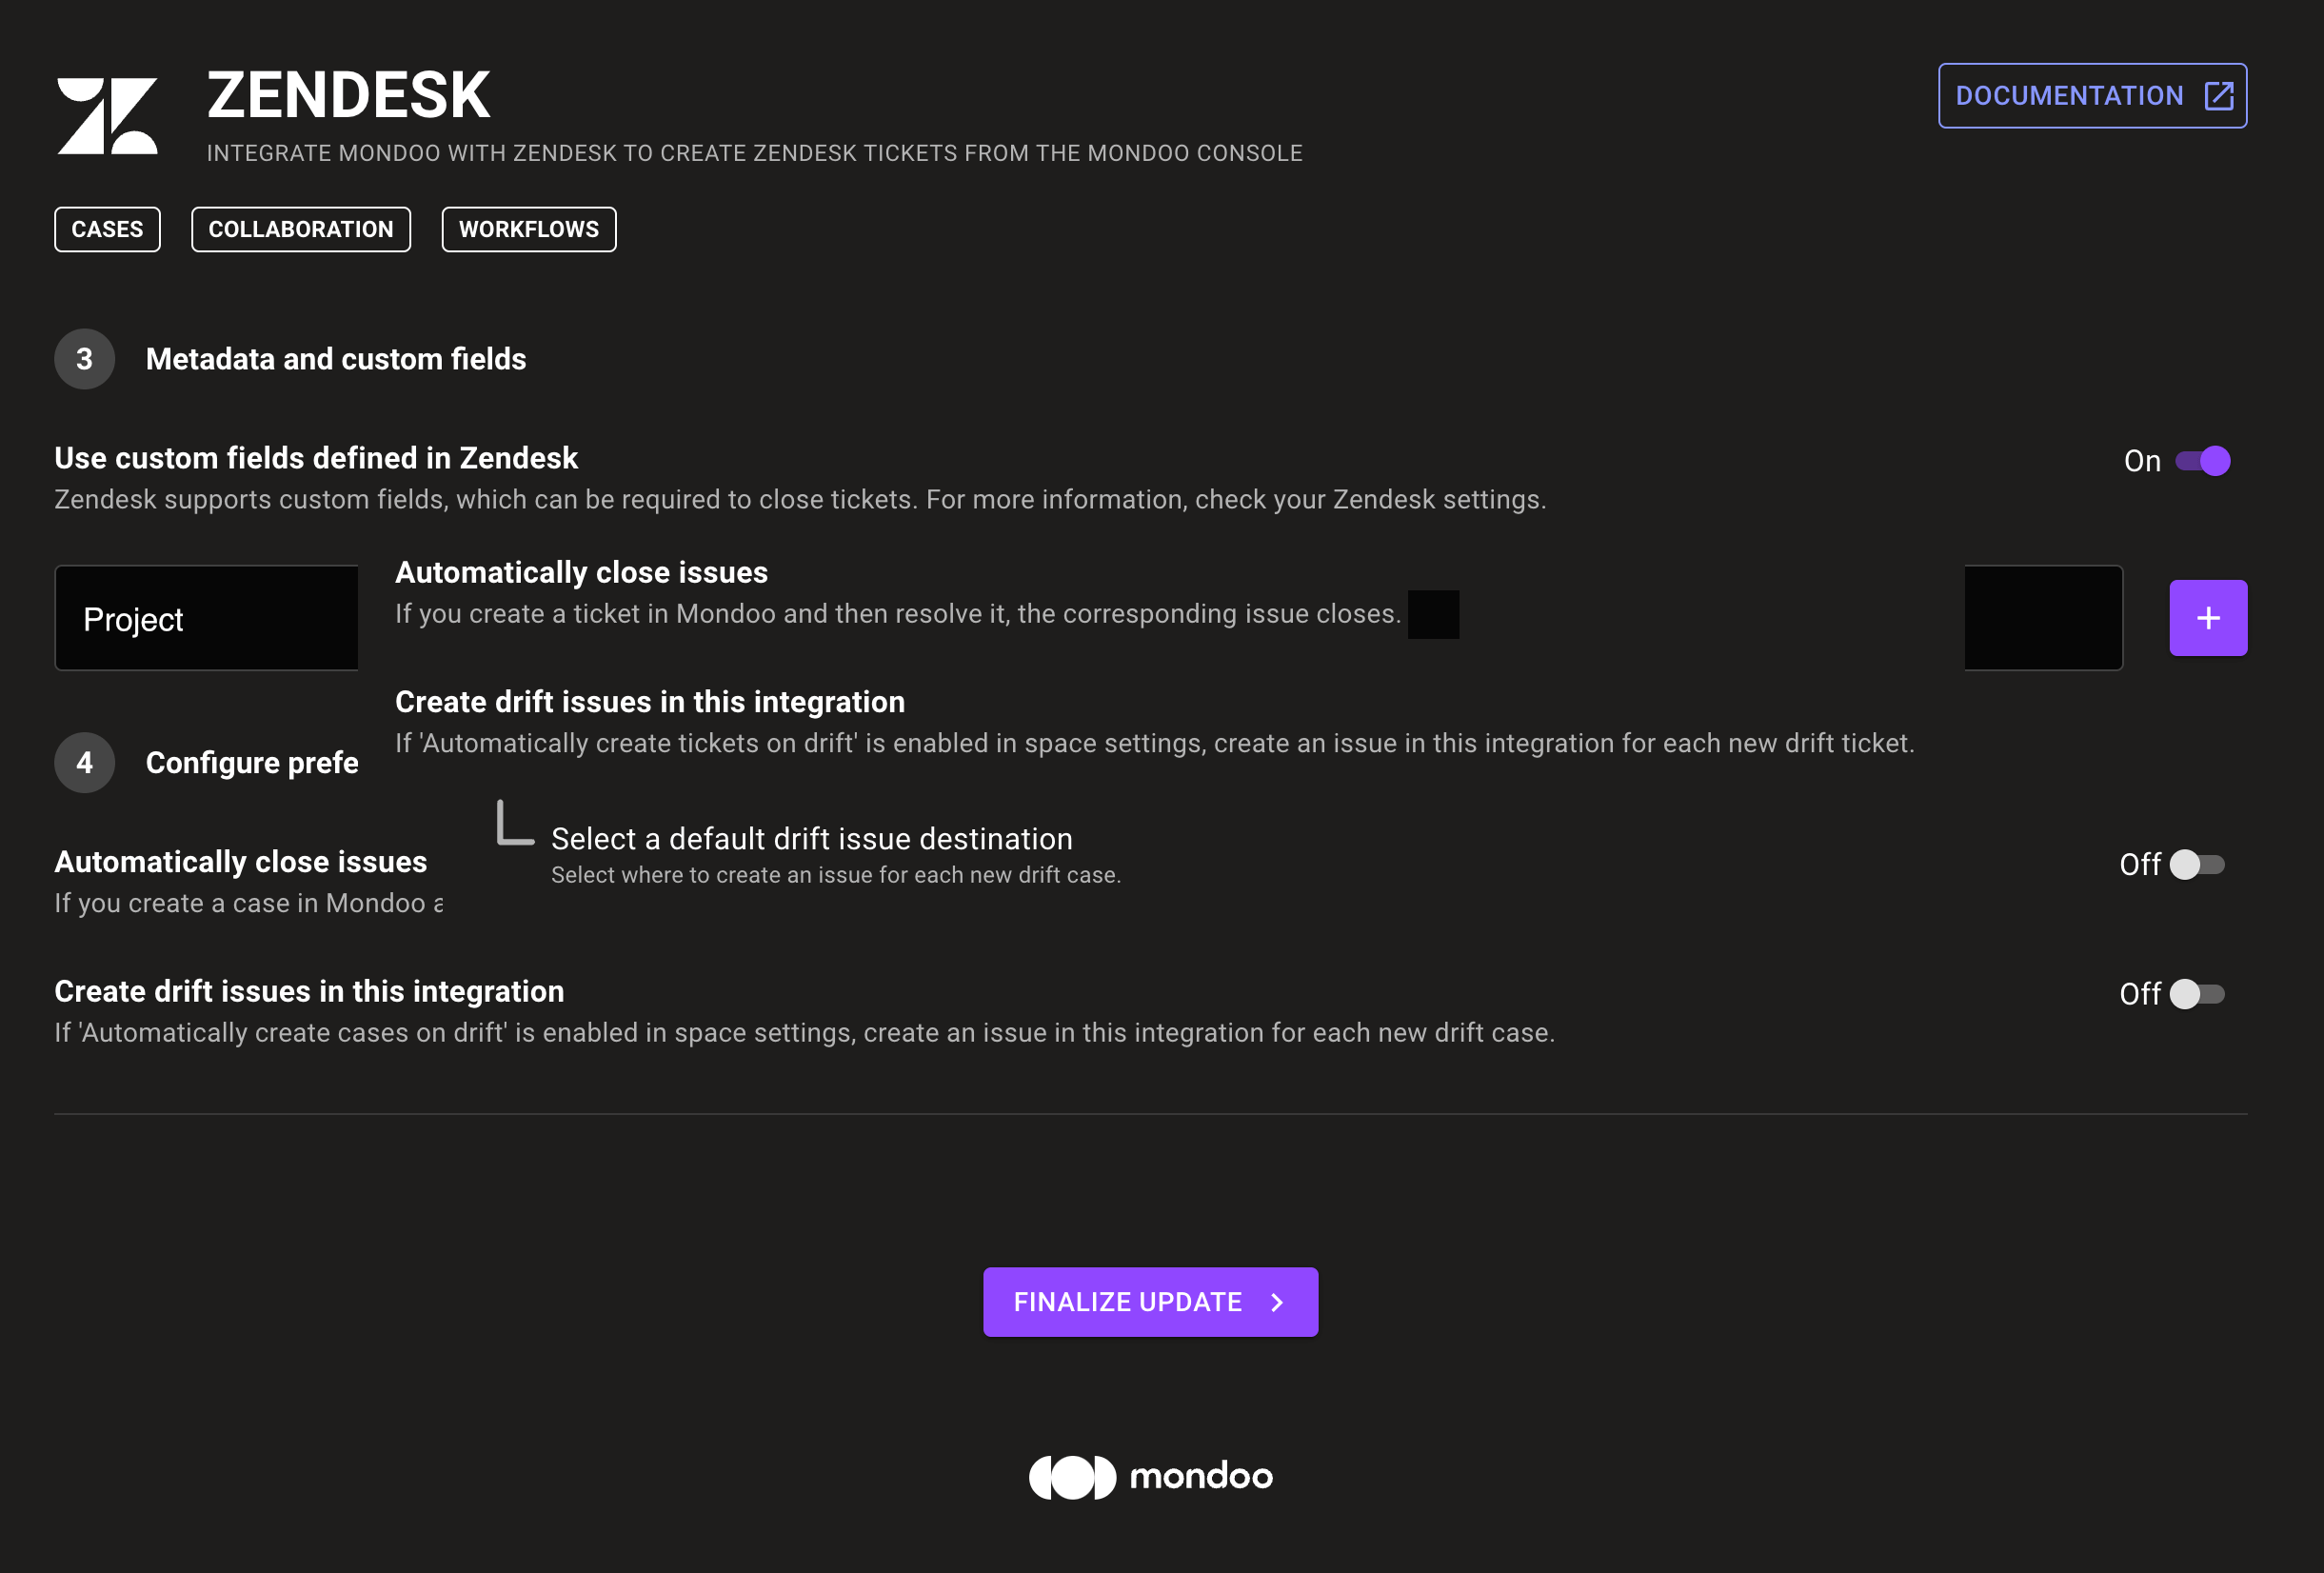 ZENDESK
DOCUMENTATION
INTEGRATE MONDOO WITH ZENDESK TO CREATE ZENDESK TICKETS FROM THE MONDOO CONSOLE
CASES COLLABORATION WORKFLOWS
3 Metadata and custom fields
Use custom fields defined in Zendesk
On
Zendesk supports custom fields, which can be required to close tickets. For more information, check your Zendesk settings.
Project
+
Automatically close issues
If you create a ticket in Mondoo and then resolve it, the corresponding issue closes.
Create drift issues in this integration
If 'Automatically create tickets on drift' is enabled in space settings, create an issue in this integration for each new drift ticket.
Select a default drift issue destination
Select where to create an issue for each new drift case.
4 Configure prefe
Automatically close issues
Off
If you create a case in Mondoo
Create drift issues in this integration
Off
If 'Automatically create cases on drift' is enabled in space settings, create an issue in this integration for each new drift case.
FINALIZE UPDATE
mondoo